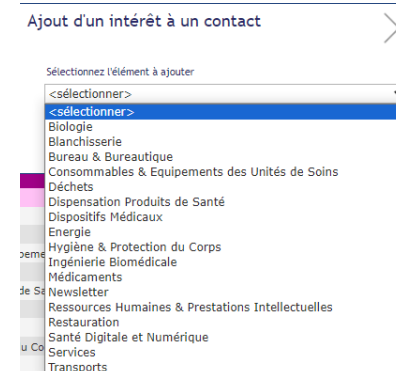 Ajout d'un intérêt à un contact
Sélectionnez l'élément à ajouter
<sélectionner>
<sélectionner>
Biologie
Blanchisserie
Bureau & Bureautique
Consommables & Equipements des Unités de Soins
Déchets
Dispensation Produits de Santé
Dispositifs Médicaux
Energie
Hygiène & Protection du Corps
Ingénierie Biomédicale
Médicaments
Newsletter
Ressources Humaines & Prestations Intellectuelles
Restauration
Santé Digitale et Numérique
Services
Transports